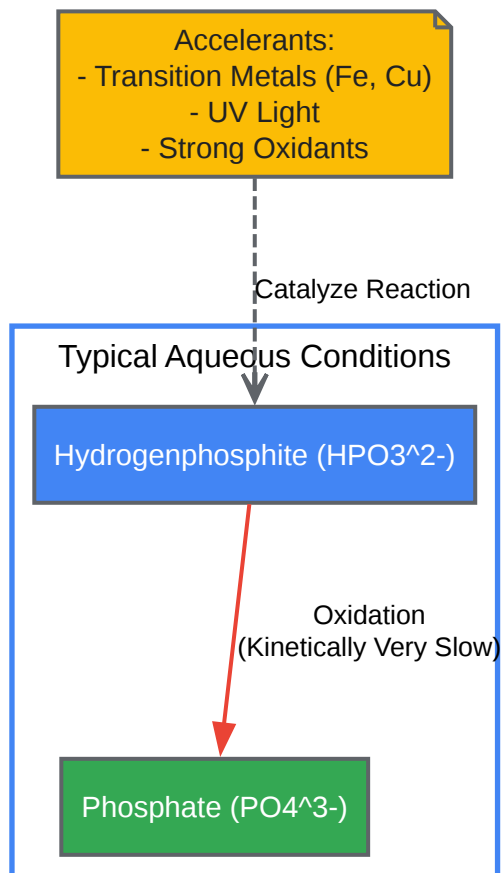 Accelerants:
- Transition Metals (Fe, Cu)
- UV Light
- Strong Oxidants
Catalyze Reaction
Typical Aqueous Conditions
Hydrogenphosphite (HPO3^2-)
Oxidation
(Kinetically Very Slow)
Phosphate (PO4^3-)